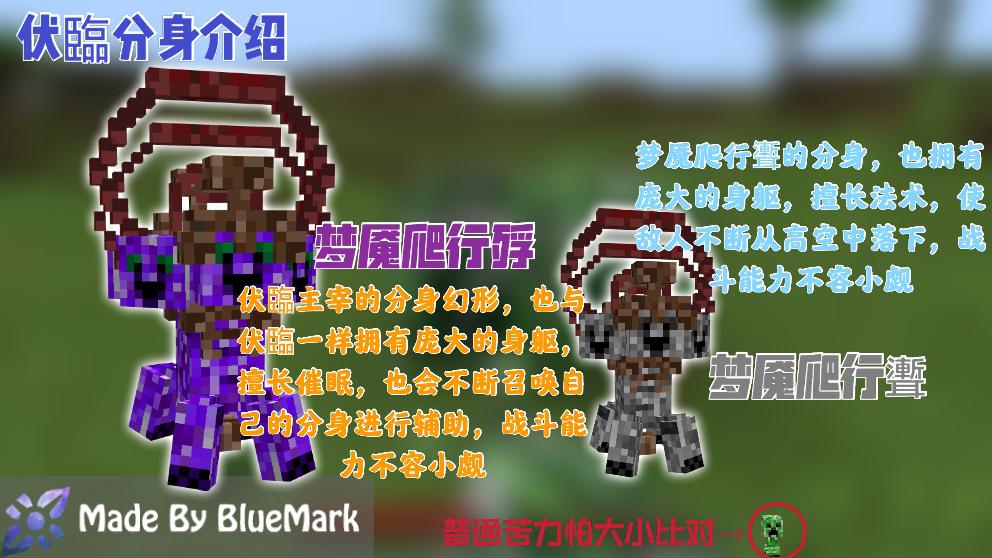 伏臨分身介绍
梦魇爬行聻的分身，也拥有
庞大的身躯，擅长法术，使
敌人不断从高空中落下，战
斗能力不容小觑
梦魇爬行殍
伏臨主宰的分身幻形，也与
伏臨一样拥有庞大的身躯，
擅长催眠，也会不断召唤自
己的分身进行辅助，战斗能
力不容小觑
梦魇爬行聻
Made By BlueMark
普通苦力怕大小比对→